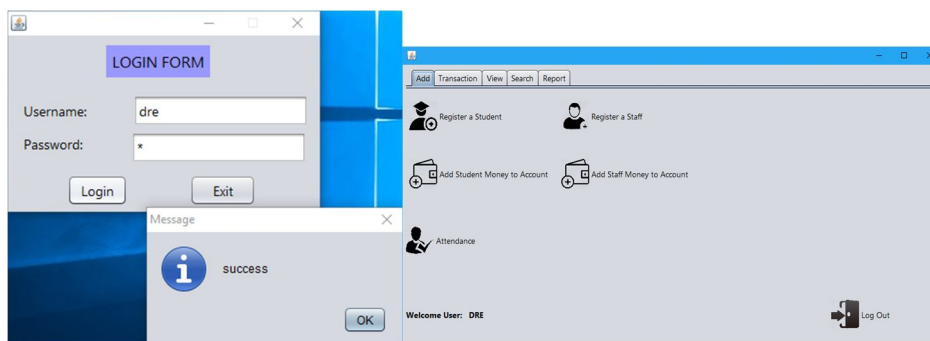 LOGIN FORM
Username: dre
Password: *
Login Exit
Message
success
OK
Add Transaction View Search Report
Register a Student Register a Staff
Add Student Money to Account Add Staff Money to Account
Attendance
Welcome User: DRE Log Out